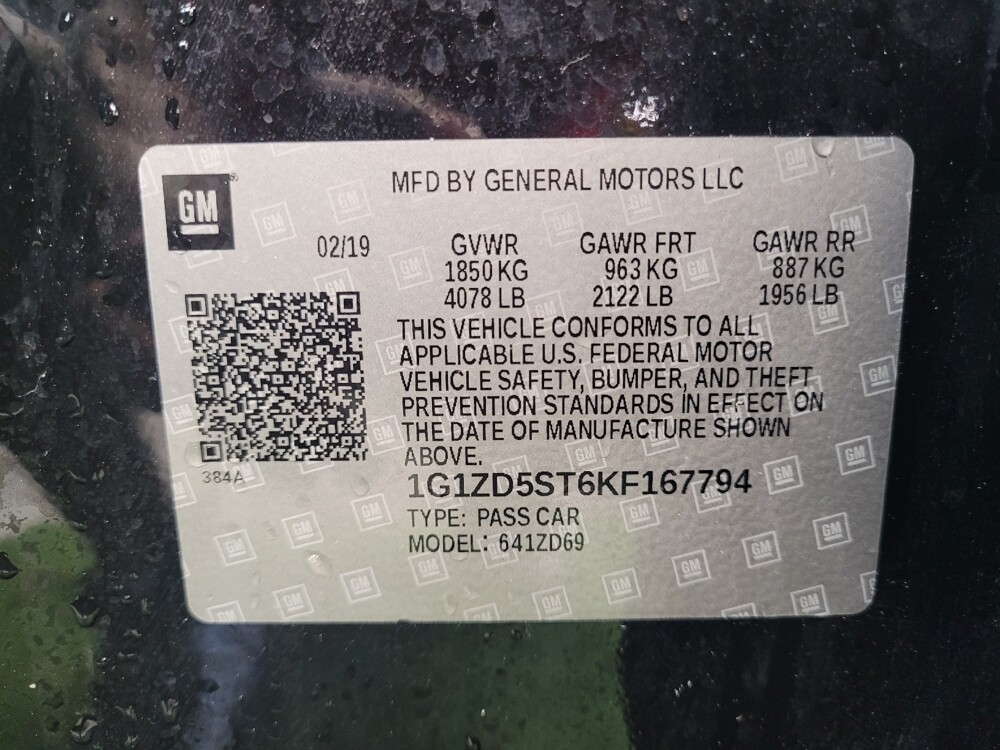 GM
MFD BY GENERAL MOTORS LLC
02/19 GVWR GAWR FRT GAWR RR
1850 KG 963 KG 887 KG
4078 LB 2122 LB 1956 LB
THIS VEHICLE CONFORMS TO ALL
APPLICABLE U.S. FEDERAL MOTOR
VEHICLE SAFETY, BUMPER, AND THEFT
PREVENTION STANDARDS IN EFFECT ON
THE DATE OF MANUFACTURE SHOWN
ABOVE.
384A
1G1ZD5ST6KF167794
TYPE: PASS CAR
MODEL: 641ZD69